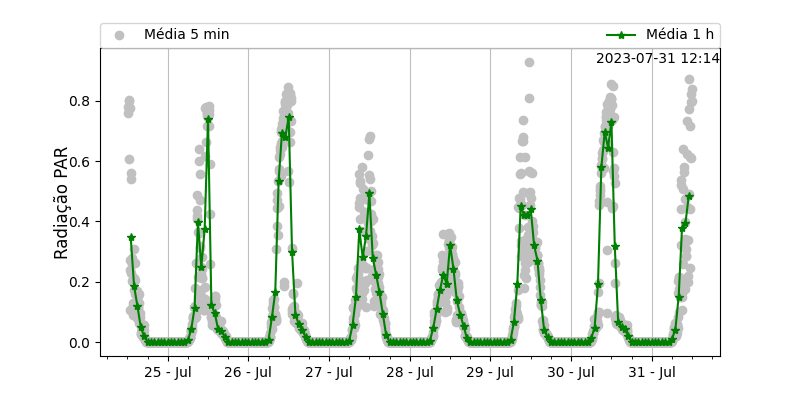 Média 5 min
Média 1 h
2023-07-31 12:14
Radiação PAR
0.8
0.6
0.4
0.2
0.0
25 - Jul
26 - Jul
27 - Jul
28 - Jul
29 - Jul
30 - Jul
31 - Jul